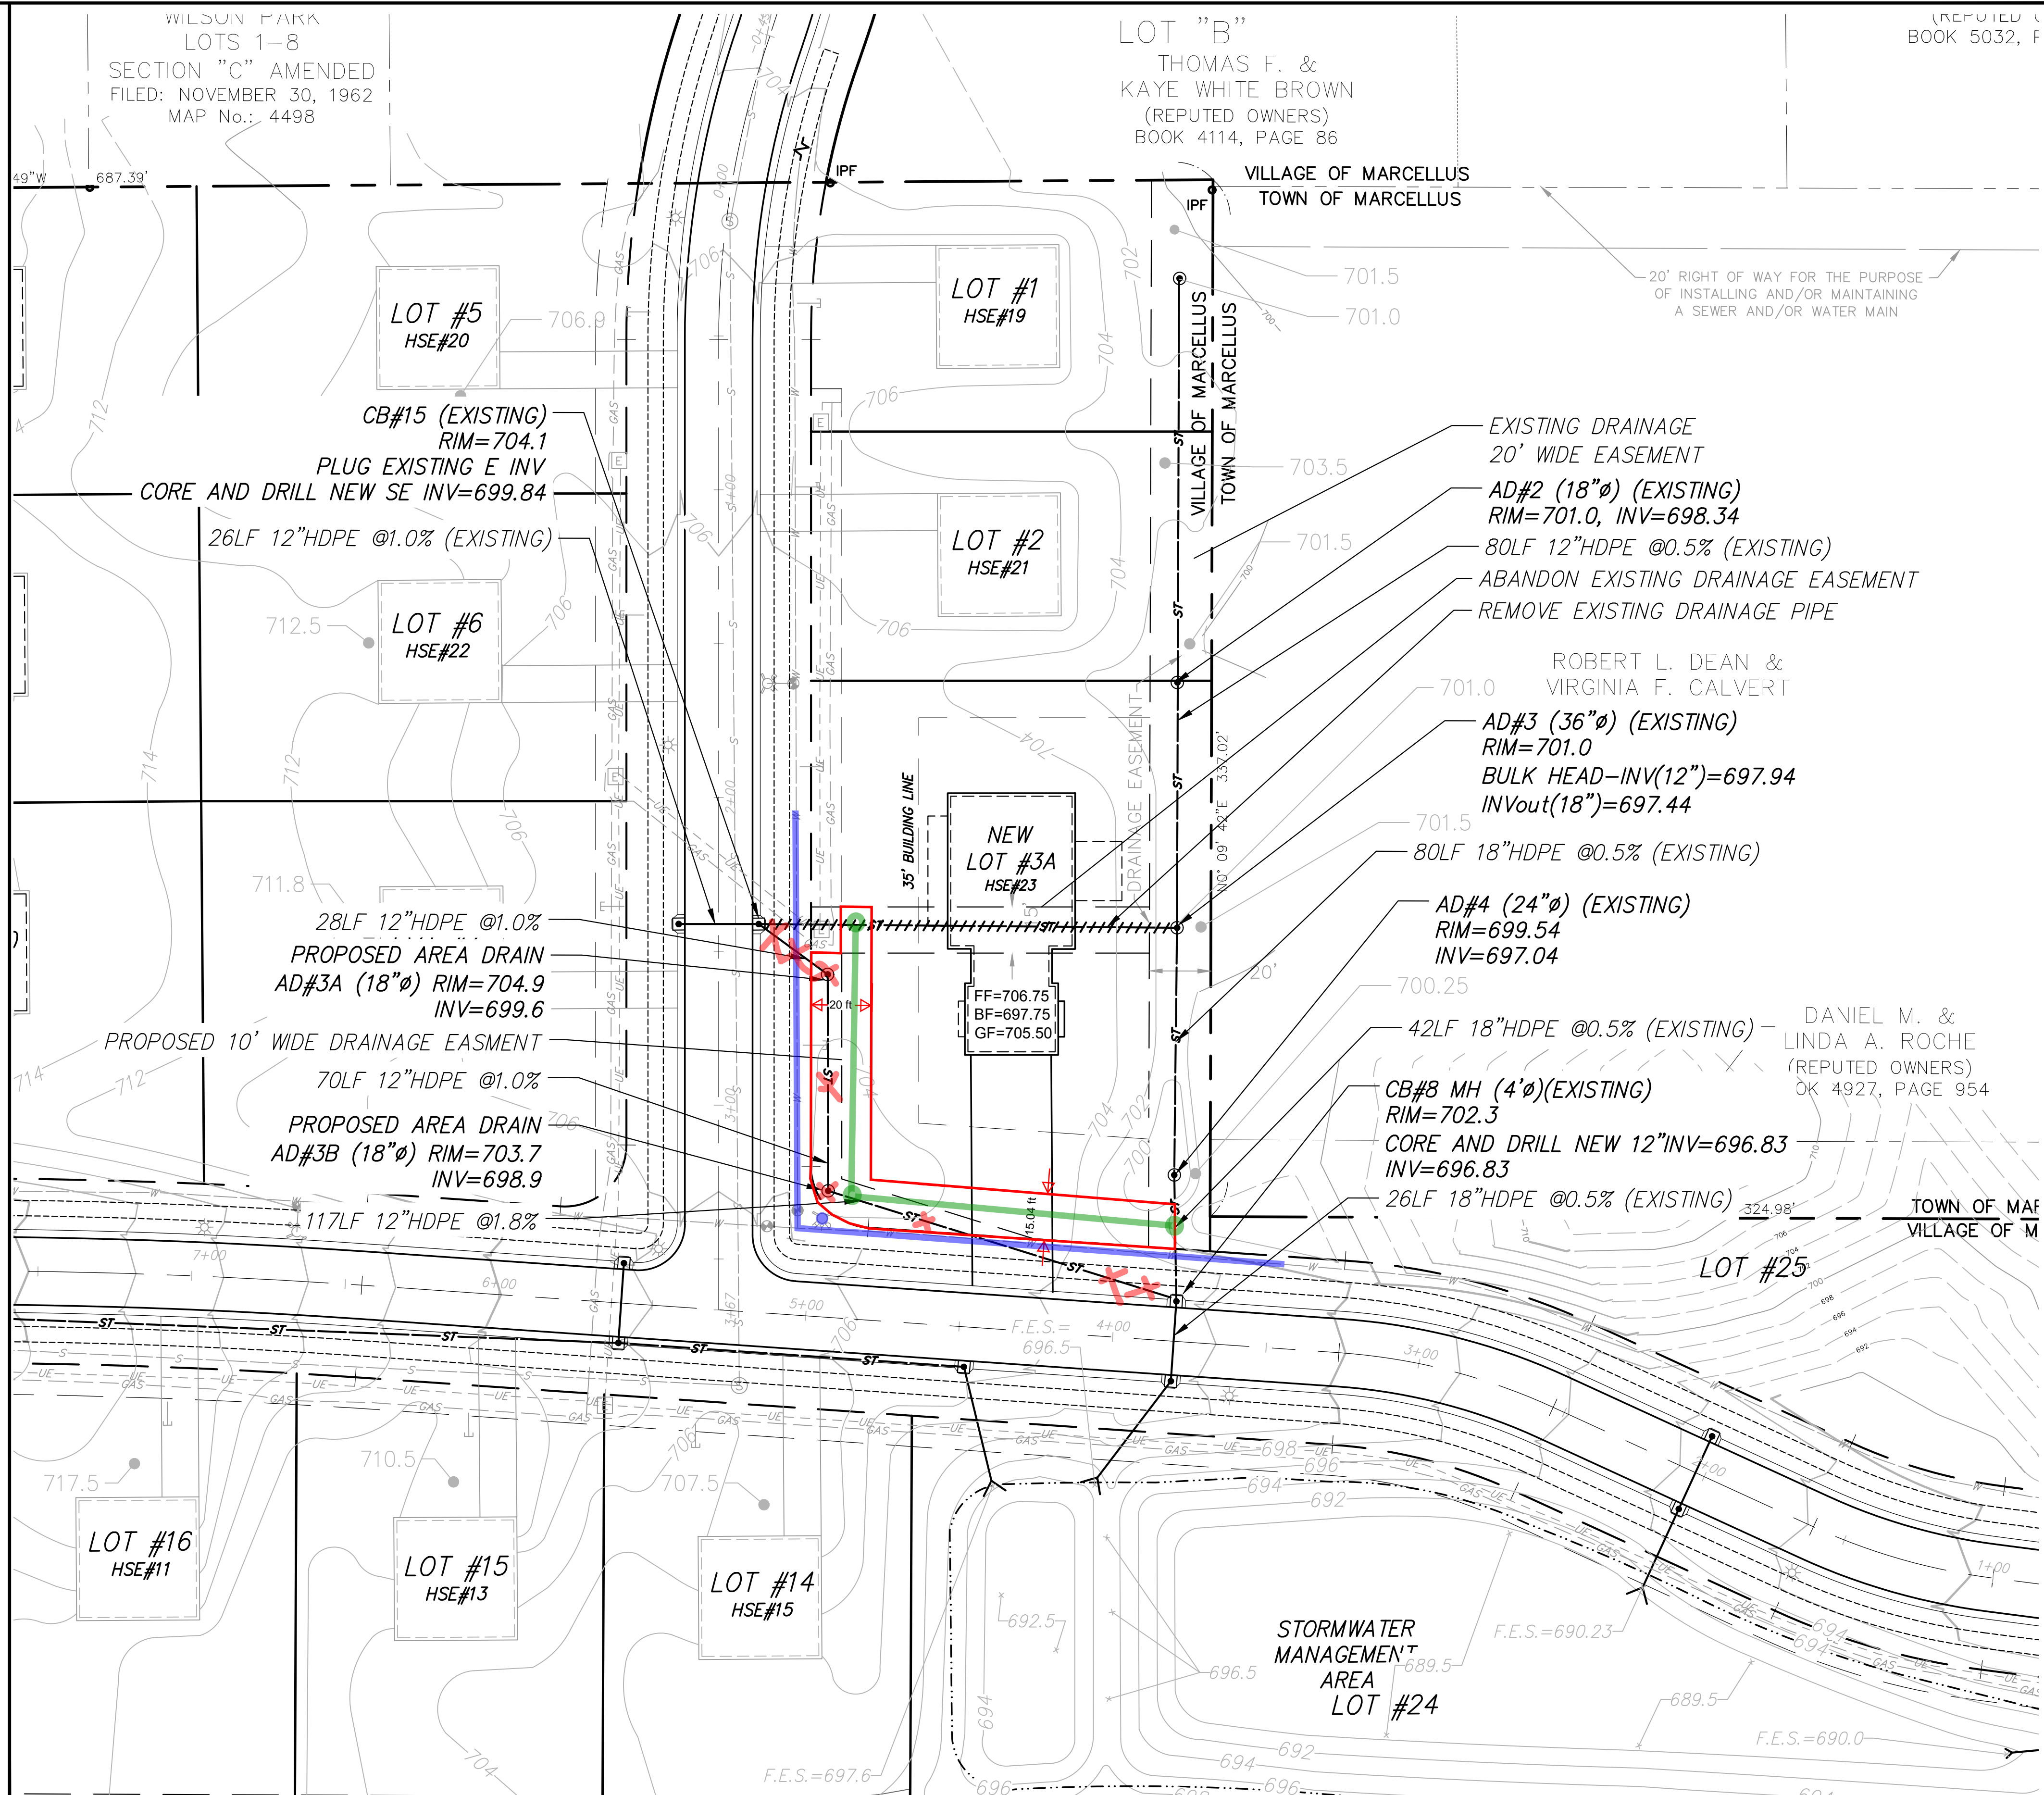 WILSON PARK
LOTS 1-8
SECTION "C" AMENDED
FILED: NOVEMBER 30, 1962
MAP No.: 4498
LOT "B"
THOMAS F. &
KAYE WHITE BROWN
(REPUTED OWNERS)
BOOK 4114, PAGE 86
(REPUTED
BOOK 5032,
49"W
687.39'
IPF
IPF
VILLAGE OF MARCELLUS
TOWN OF MARCELLUS
20' RIGHT OF WAY FOR THE PURPOSE
OF INSTALLING AND/OR MAINTAINING
A SEWER AND/OR WATER MAIN
701.5
701.0
VILLAGE OF MARCELLUS
TOWN OF MARCELLUS
LOT #5
HSE#20
706.9
LOT #1
HSE#19
CB#15 (EXISTING)
RIM=704.1
PLUG EXISTING E INV
CORE AND DRILL NEW SE INV=699.84
26LF 12"HDPE @1.0% (EXISTING)
LOT #2
HSE#21
703.5
701.5
EXISTING DRAINAGE
20' WIDE EASEMENT
AD#2 (18"ø) (EXISTING)
RIM=701.0, INV=698.34
80LF 12"HDPE @0.5% (EXISTING)
ABANDON EXISTING DRAINAGE EASEMENT
REMOVE EXISTING DRAINAGE PIPE
LOT #6
HSE#22
712.5
ROBERT L. DEAN &
VIRGINIA F. CALVERT
701.0
AD#3 (36"ø) (EXISTING)
RIM=701.0
BULK HEAD-INV(12")=697.94
INVout(18")=697.44
DRAINAGE EASEMENT
N0° 09' 42"E 337.02'
35' BUILDING LINE
NEW
LOT #3A
HSE#23
701.5
80LF 18"HDPE @0.5% (EXISTING)
711.8
28LF 12"HDPE @1.0%
PROPOSED AREA DRAIN
AD#3A (18"ø) RIM=704.9
INV=699.6
PROPOSED 10' WIDE DRAINAGE EASMENT
70LF 12"HDPE @1.0%
PROPOSED AREA DRAIN
AD#3B (18"ø) RIM=703.7
INV=698.9
117LF 12"HDPE @1.8%
20 ft
15.04 ft
FF=706.75
BF=697.75
GF=705.50
AD#4 (24"ø) (EXISTING)
RIM=699.54
INV=697.04
20'
700.25
42LF 18"HDPE @0.5% (EXISTING)
DANIEL M. &
LINDA A. ROCHE
(REPUTED OWNERS)
OK 4927, PAGE 954
CB#8 MH (4'ø)(EXISTING)
RIM=702.3
CORE AND DRILL NEW 12"INV=696.83
INV=696.83
26LF 18"HDPE @0.5% (EXISTING)
324.98'
TOWN OF MAR
VILLAGE OF M
LOT #25
7+00
6+00
5+00
4+00
3+00
1+00
3+67
F.E.S.=
696.5
717.5
710.5
707.5
LOT #16
HSE#11
LOT #15
HSE#13
LOT #14
HSE#15
692.5
696.5
STORMWATER
MANAGEMENT
AREA
LOT #24
689.5
689.5
F.E.S.=690.23
F.E.S.=690.0
F.E.S.=697.6